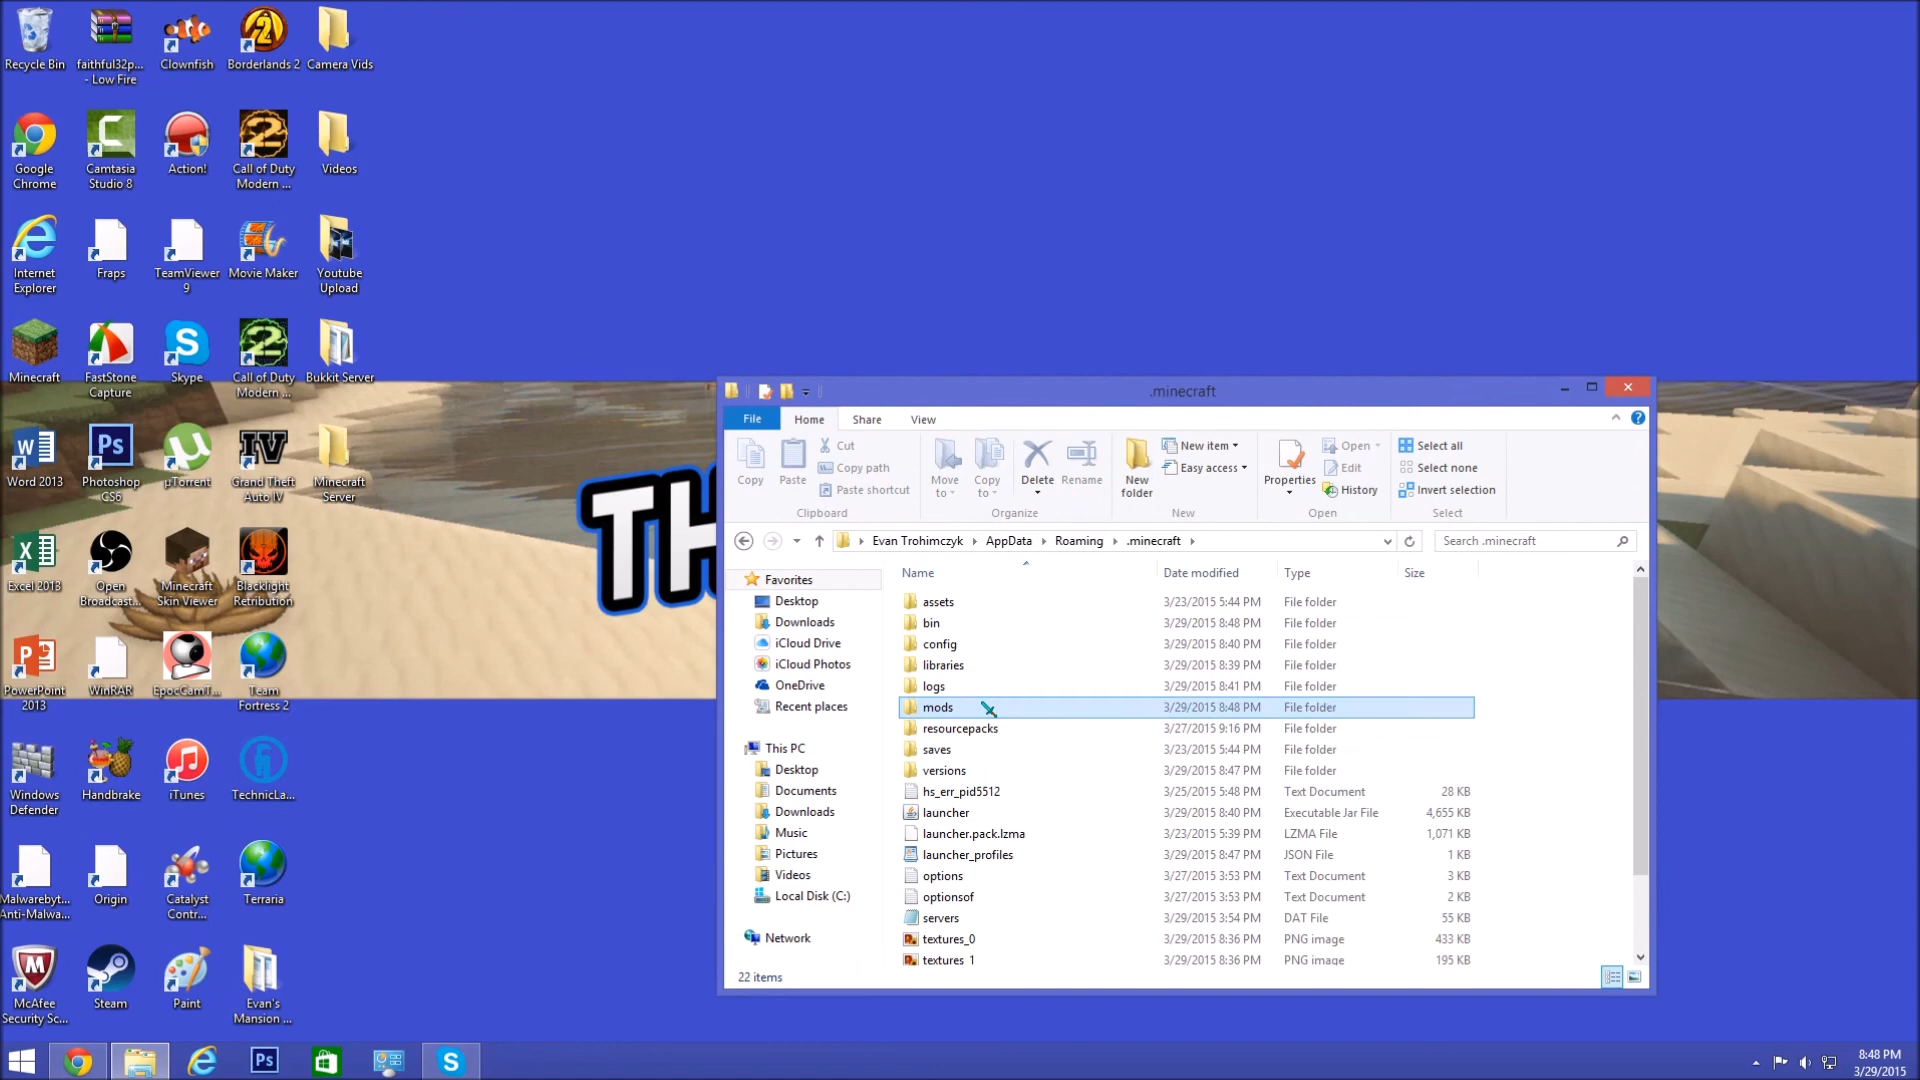 Recycle Bin
faithful32p...
- Low Fire
Clownfish
Borderlands 2
Camera Vids
Google
Chrome
Camtasia
Studio 8
Action!
Call of Duty
Modern ...
Videos
Internet
Explorer
Fraps
TeamViewer
9
Movie Maker
Youtube
Upload
Minecraft
FastStone
Capture
Skype
Call of Duty
Modern ...
Bukkit Server
Word 2013
Photoshop
CS6
µTorrent
Grand Theft
Auto IV
Minecraft
Server
Excel 2013
Open
Broadcast...
Minecraft
Skin Viewer
Blacklight
Retribution
PowerPoint
2013
WinRAR
EpocCamT...
Team
Fortress 2
Windows
Defender
Handbrake
iTunes
TechnicLa...
Malwarebyt...
Anti-Malwa...
Origin
Catalyst
Contr...
Terraria
McAfee
Security Sc...
Steam
Paint
Evan's
Mansion ...
TH
.minecraft
File Home Share View
Copy
Paste
Cut
Copy path
Paste shortcut
Clipboard
Move
to
Copy
to
Delete
Rename
Organize
New
folder
New item
Easy access
New
Properties
Open
Edit
History
Open
Select all
Select none
Invert selection
Select
Evan Trohimczyk AppData Roaming .minecraft
Search .minecraft
Favorites
Desktop
Downloads
iCloud Drive
iCloud Photos
OneDrive
Recent places
This PC
Desktop
Documents
Downloads
Music
Pictures
Videos
Local Disk (C:)
Network
Name Date modified Type Size
assets 3/23/2015 5:44 PM File folder
bin 3/29/2015 8:48 PM File folder
config 3/29/2015 8:40 PM File folder
libraries 3/29/2015 8:39 PM File folder
logs 3/29/2015 8:41 PM File folder
mods 3/29/2015 8:48 PM File folder
resourcepacks 3/27/2015 9:16 PM File folder
saves 3/23/2015 5:44 PM File folder
versions 3/29/2015 8:47 PM File folder
hs_err_pid5512 3/25/2015 5:48 PM Text Document 28 KB
launcher 3/29/2015 8:40 PM Executable Jar File 4,655 KB
launcher.pack.lzma 3/23/2015 5:39 PM LZMA File 1,071 KB
launcher_profiles 3/29/2015 8:47 PM JSON File 1 KB
options 3/27/2015 3:53 PM Text Document 3 KB
optionsof 3/27/2015 3:53 PM Text Document 2 KB
servers 3/29/2015 3:54 PM DAT File 55 KB
textures_0 3/29/2015 8:36 PM PNG image 433 KB
textures_1 3/29/2015 8:36 PM PNG image 195 KB
22 items
8:48 PM
3/29/2015